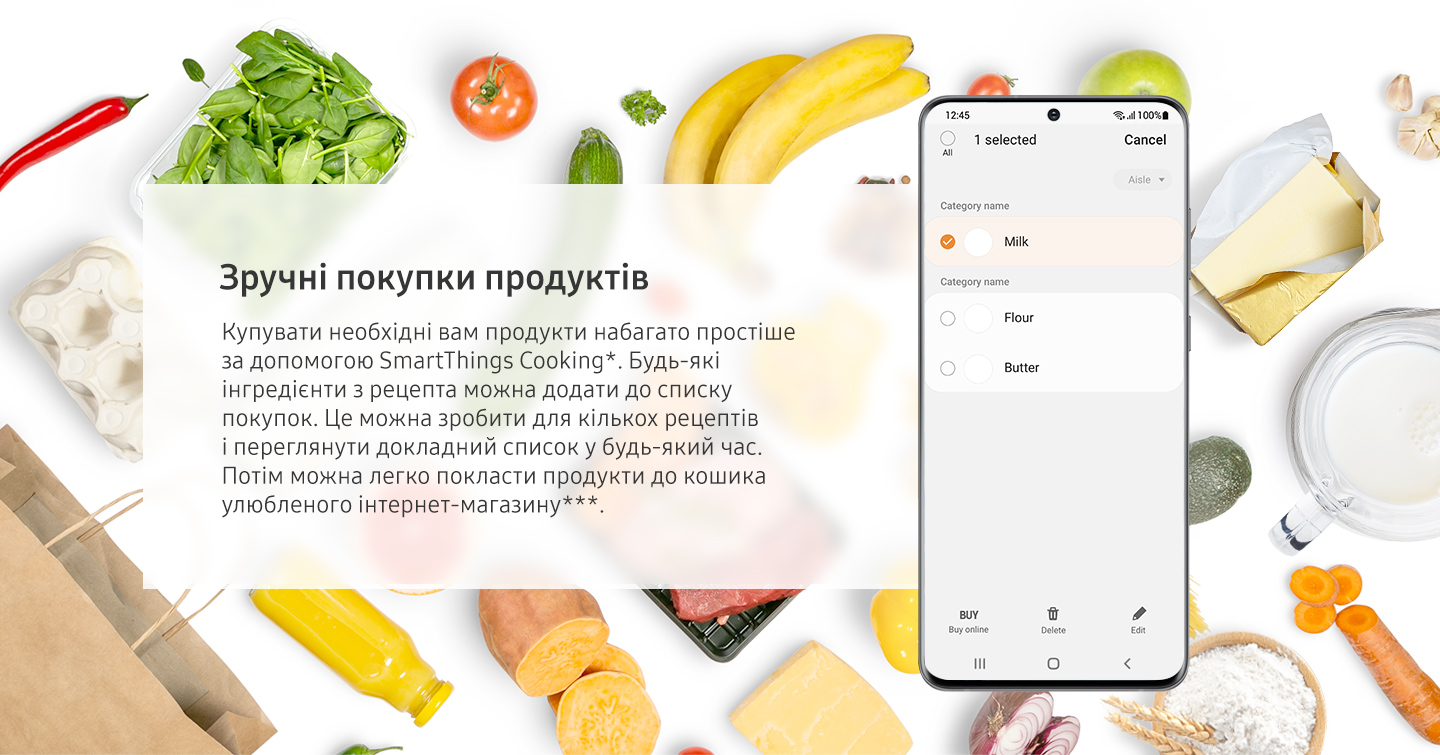 Зручні покупки продуктів
Купувати необхідні вам продукти набагато простіше
за допомогою SmartThings Cooking*. Будь-які
інгредієнти з рецепта можна додати до списку
покупок. Це можна зробити для кількох рецептів
і переглянути докладний список у будь-який час.
Потім можна легко покласти продукти до кошика
улюбленого інтернет-магазину***.
12:45 100%
1 selected Cancel
All
Aisle
Category name
Milk
Category name
Flour
Butter
BUY
Buy online Delete Edit